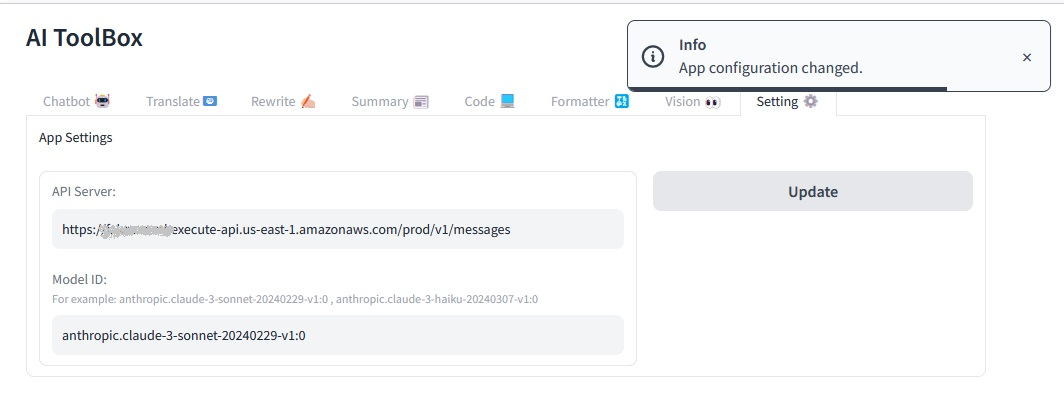 AI ToolBox
Info
App configuration changed.
Chatbot
Translate
Rewrite
Summary
Code
Formatter
Vision
Setting
App Settings
API Server:
https:/ execute-api.us-east-1.amazonaws.com/prod/v1/messages
Update
Model ID:
For example: anthropic.claude-3-sonnet-20240229-v1:0 , anthropic.claude-3-haiku-20240307-v1:0
anthropic.claude-3-sonnet-20240229-v1:0